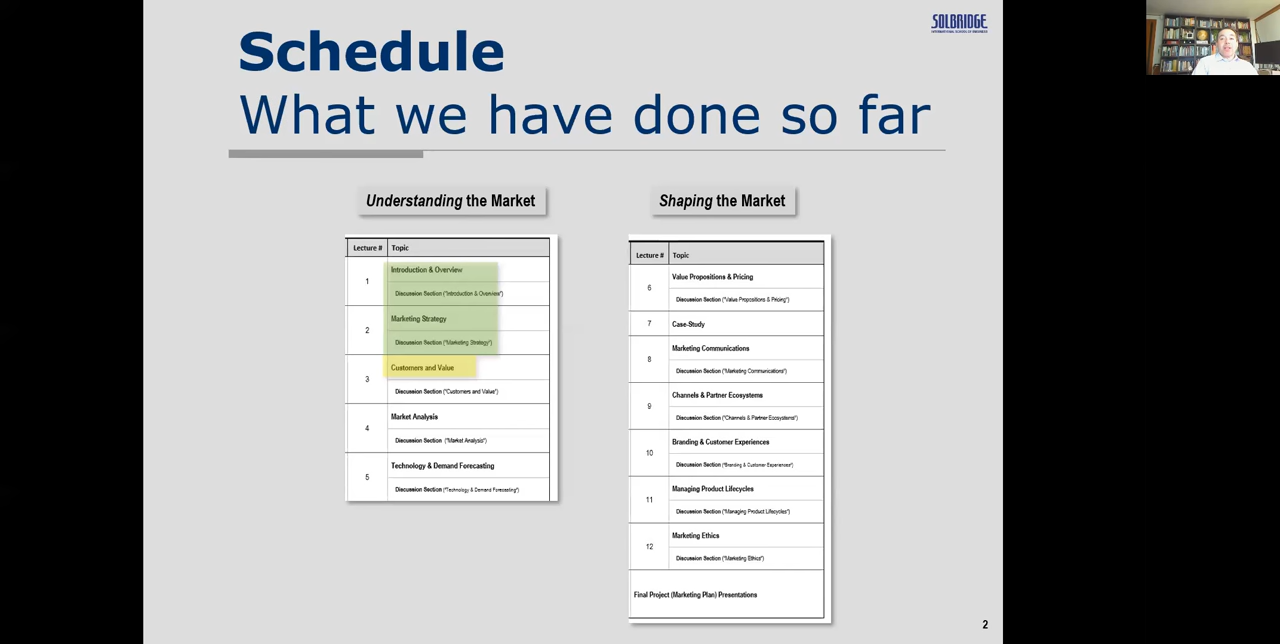 SOLBRIDGE
INTERNATIONAL SCHOOL OF BUSINESS
Schedule
What we have done so far
Understanding the Market
Lecture # Topic
1 Introduction & Overview
Discussion Section ("Introduction & Overview")
2 Marketing Strategy
Discussion Section ("Marketing Strategy")
3 Customers and Value
Discussion Section ("Customers and Value")
4 Market Analysis
Discussion Section ("Market Analysis")
5 Technology & Demand Forecasting
Discussion Section ("Technology & Demand Forecasting")
Shaping the Market
Lecture # Topic
6 Value Propositions & Pricing
Discussion Section ("Value Propositions & Pricing")
7 Case-Study
8 Marketing Communications
Discussion Section ("Marketing Communications")
9 Channels & Partner Ecosystems
Discussion Section ("Channels & Partner Ecosystems")
10 Branding & Customer Experiences
Discussion Section ("Branding & Customer Experiences")
11 Managing Product Lifecycles
Discussion Section ("Managing Product Lifecycles")
12 Marketing Ethics
Discussion Section ("Marketing Ethics")
Final Project (Marketing Plan) Presentations
2